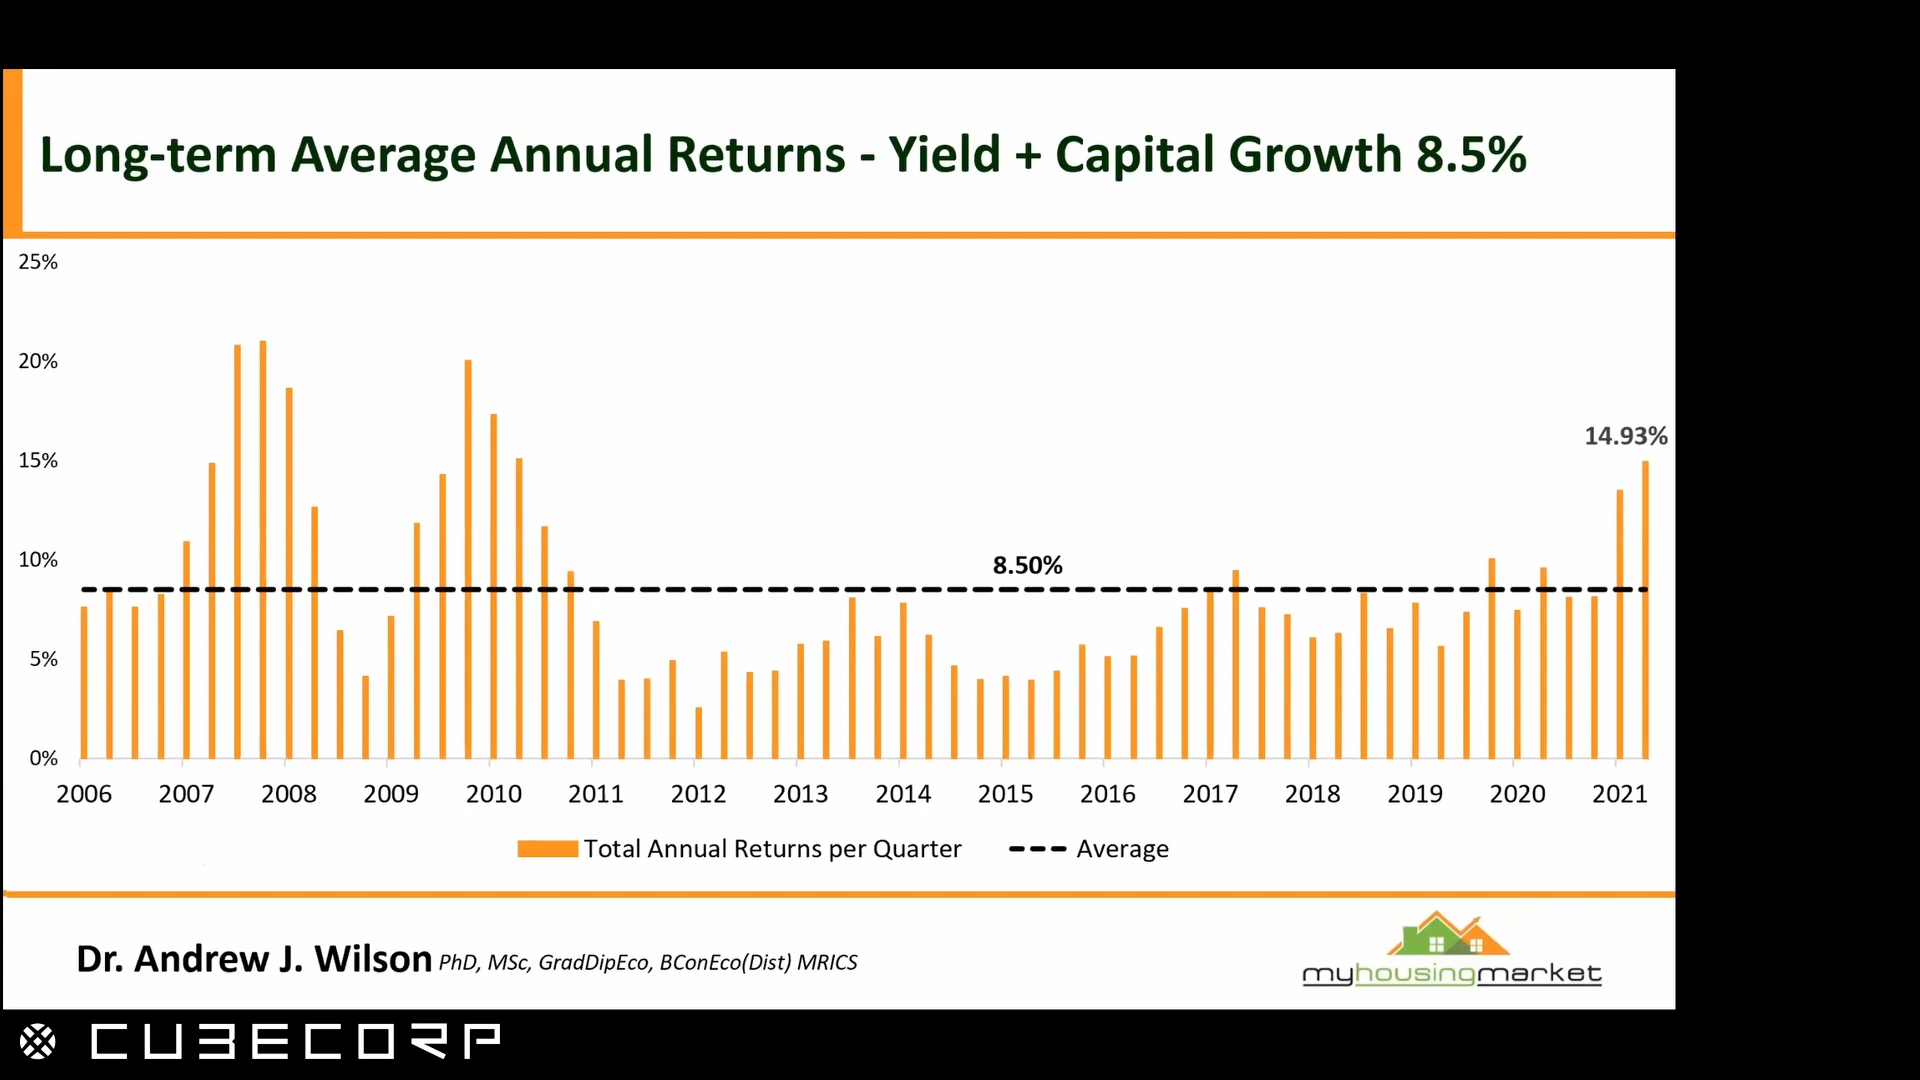 Long-term Average Annual Returns - Yield + Capital Growth 8.5%
25%
20%
15%
10%
5%
0%
14.93%
8.50%
2006 2007 2008 2009 2010 2011 2012 2013 2014 2015 2016 2017 2018 2019 2020 2021
Total Annual Returns per Quarter Average
Dr. Andrew J. Wilson PhD, MSc, GradDipEco, BConEco(Dist) MRICS
myhousingmarket
CUBECORP